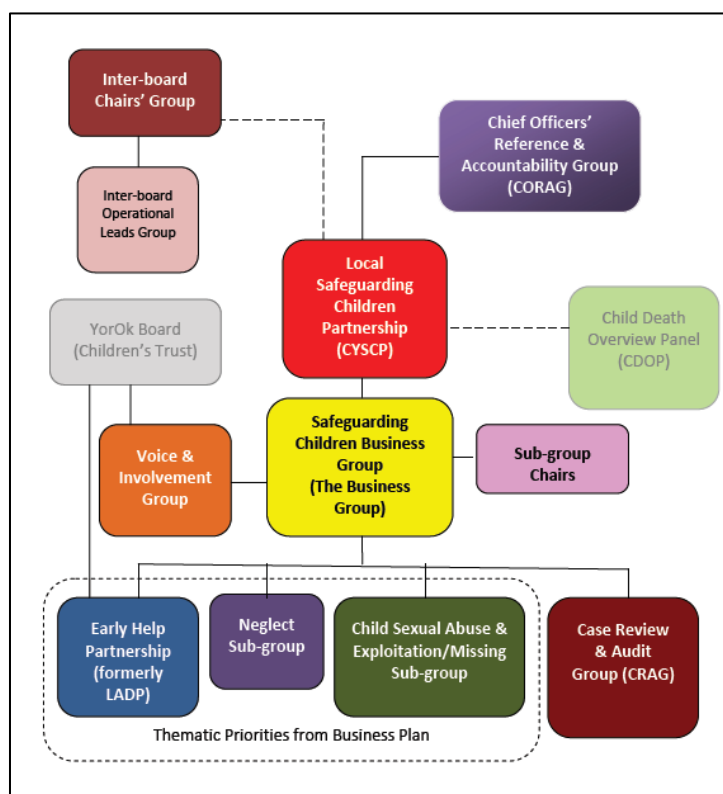 Inter-board
Chairs' Group
Chief Officers'
Reference &
Accountability Group
(CORAG)
Inter-board
Operational
Leads Group
Local
Safeguarding
Children
Partnership
(CYSCP)
YorOk Board
(Children's Trust)
Child Death
Overview Panel
(CDOP)
Safeguarding
Children Business
Group
(The Business
Group)
Voice &
Involvement
Group
Sub-group
Chairs
Early Help
Partnership
(formerly
LADP)
Neglect
Sub-group
Child Sexual Abuse &
Exploitation/Missing
Sub-group
Case Review
& Audit
Group (CRAG)
Thematic Priorities from Business Plan